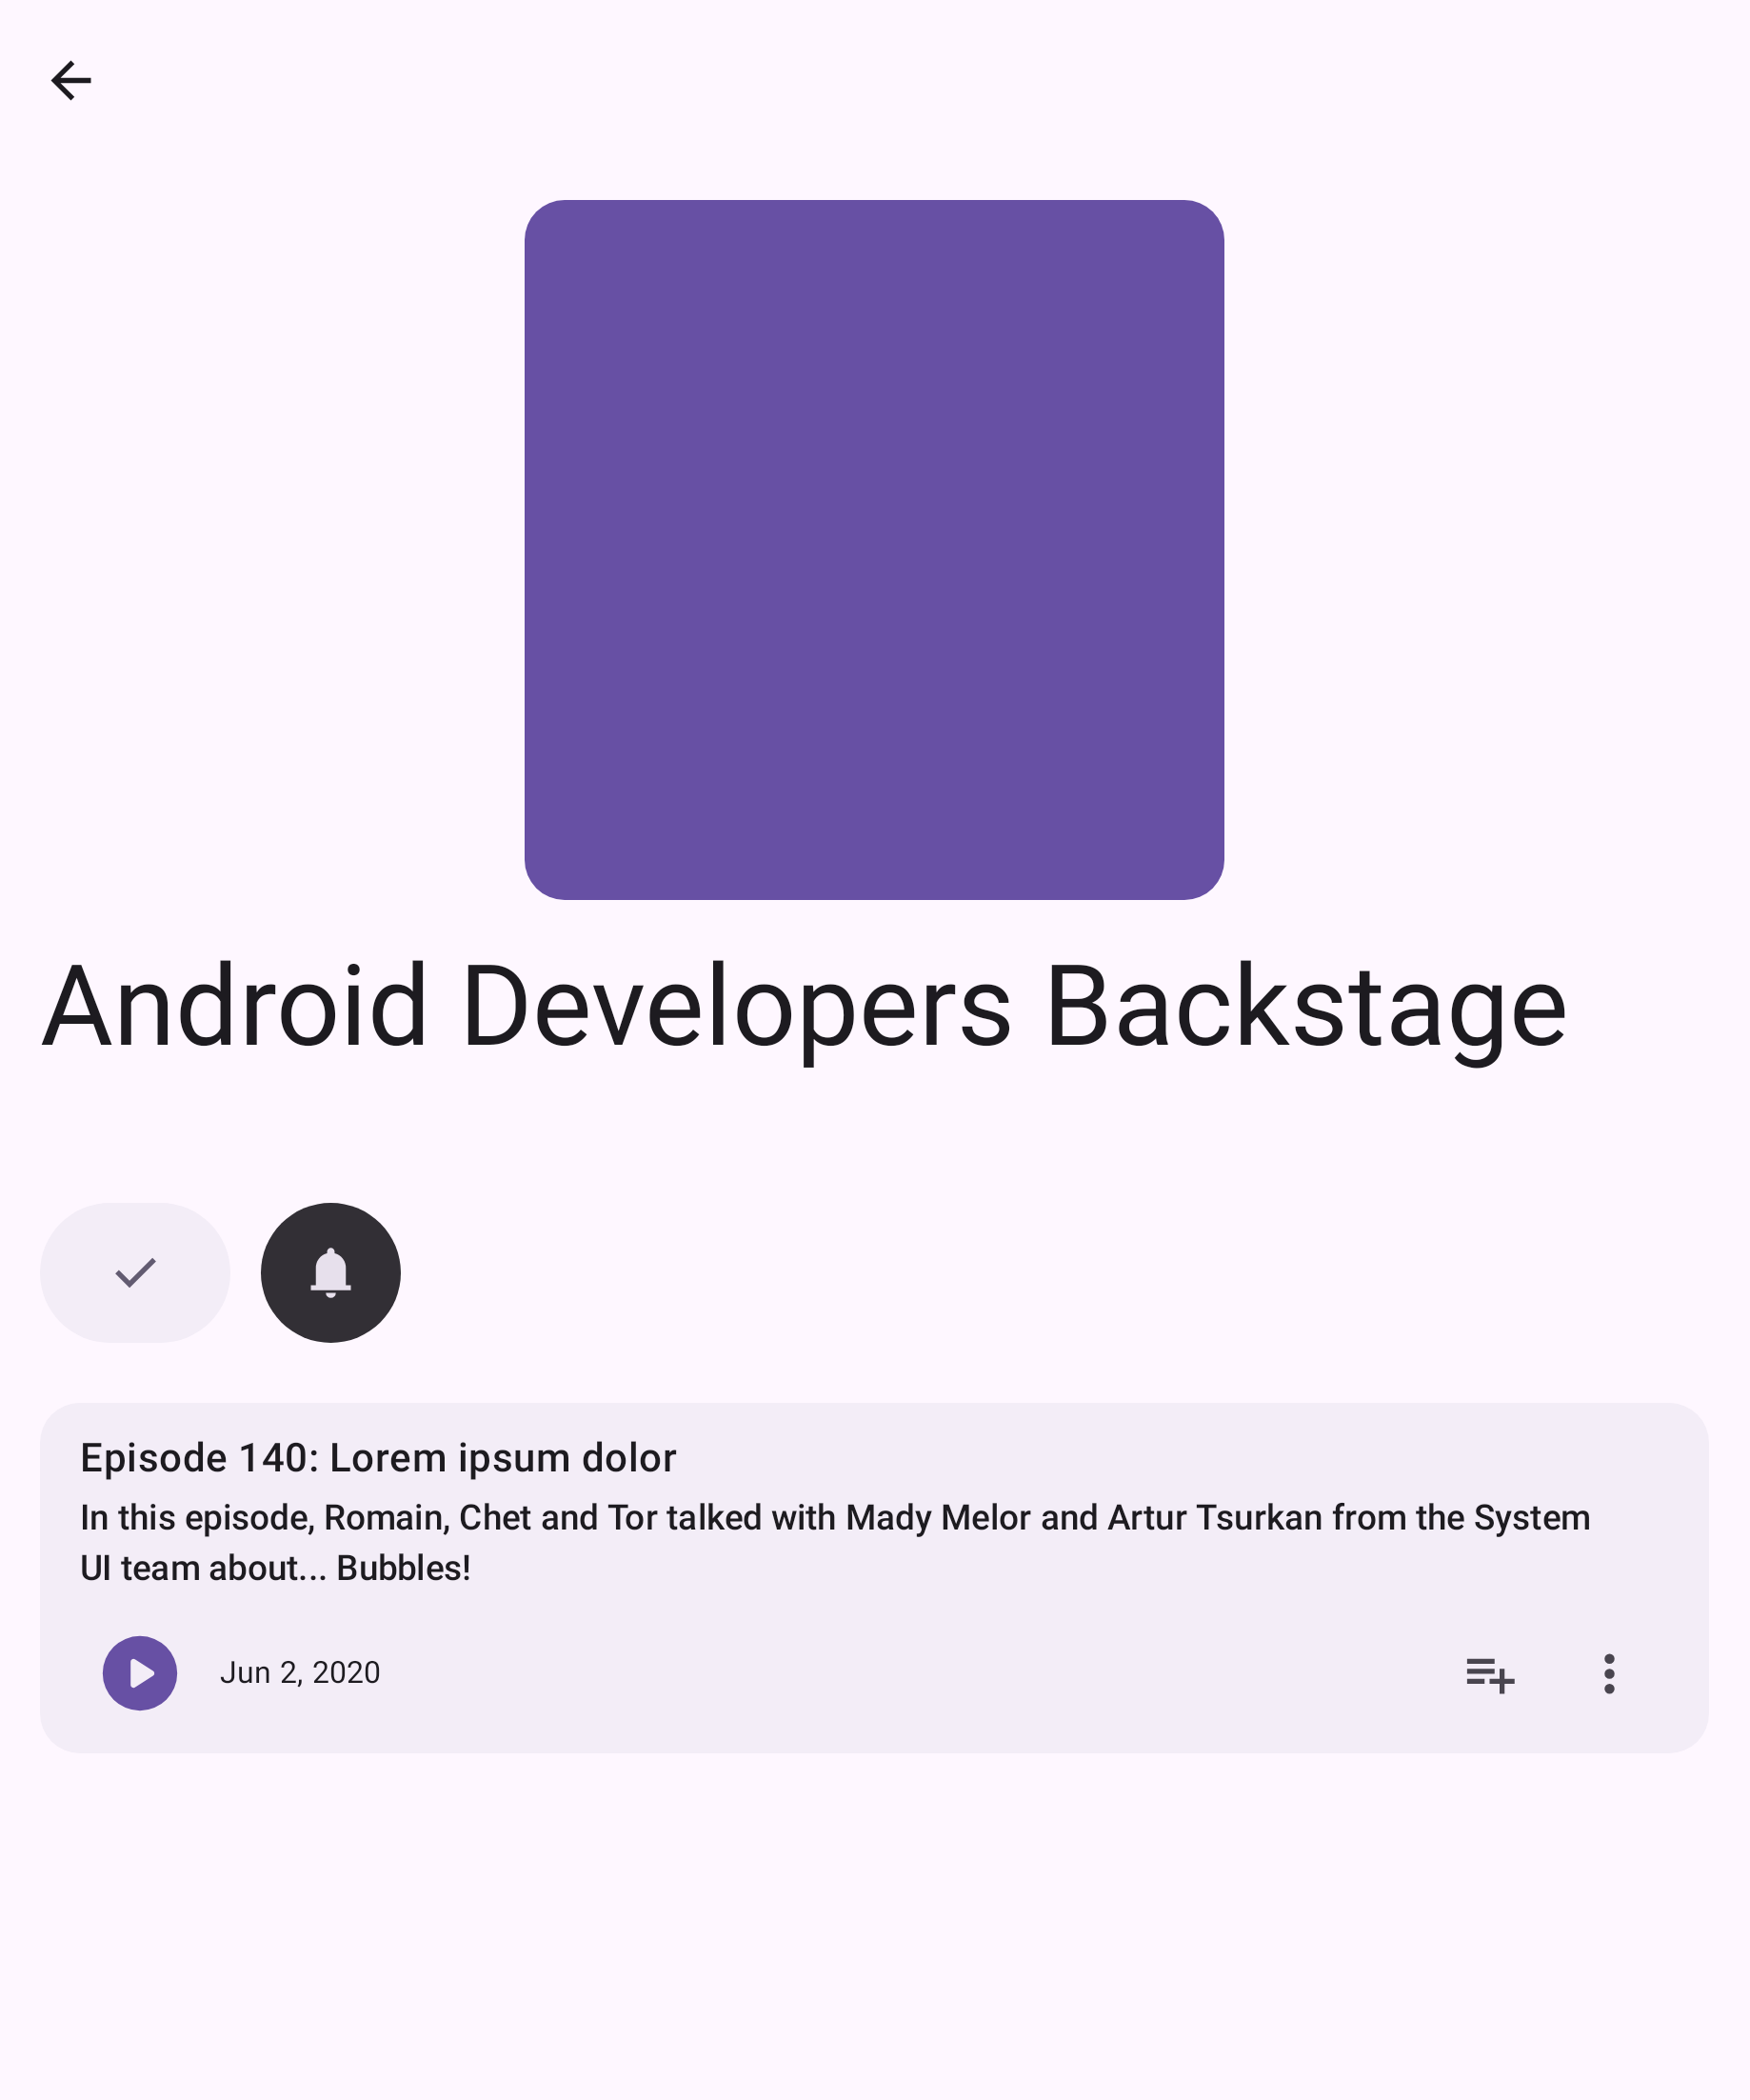 Android Developers Backstage
Episode 140: Lorem ipsum dolor
In this episode, Romain, Chet and Tor talked with Mady Melor and Artur Tsurkan from the System
UI team about... Bubbles!
Jun 2, 2020